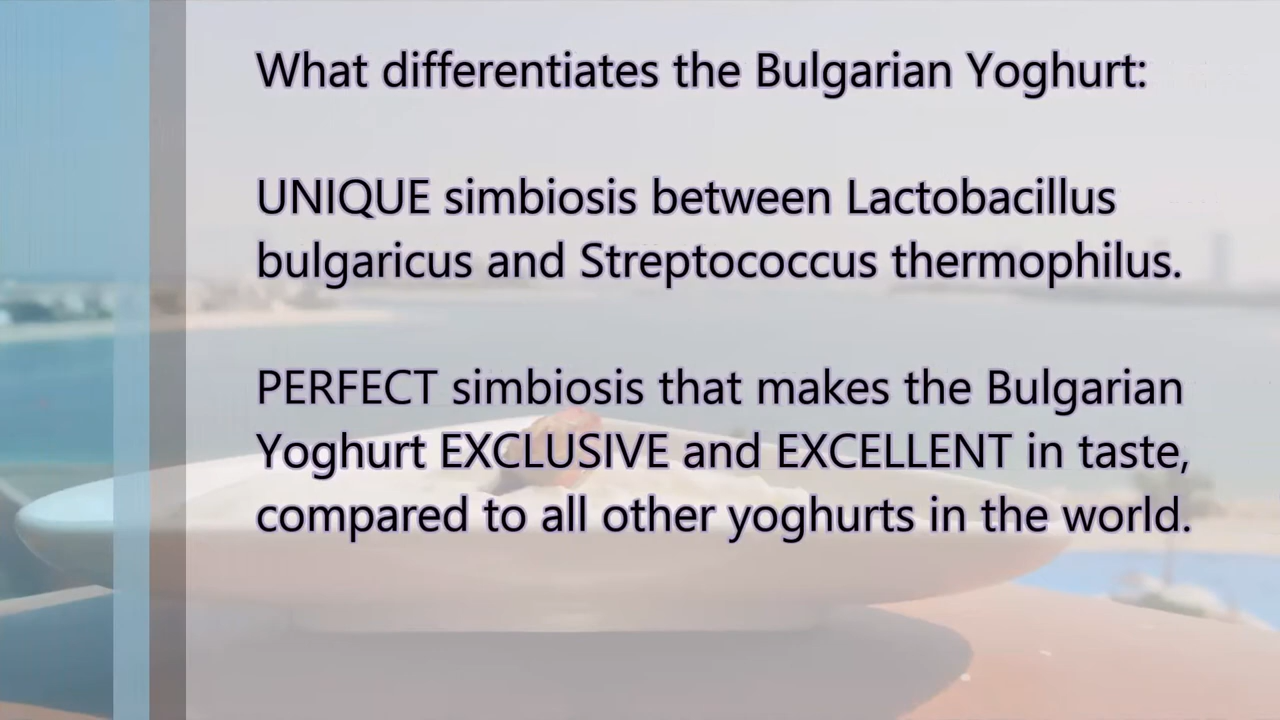 What differentiates the Bulgarian Yoghurt:
UNIQUE simbiosis between Lactobacillus
bulgaricus and Streptococcus thermophilus.
PERFECT simbiosis that makes the Bulgarian
Yoghurt EXCLUSIVE and EXCELLENT in taste,
compared to all other yoghurts in the world.